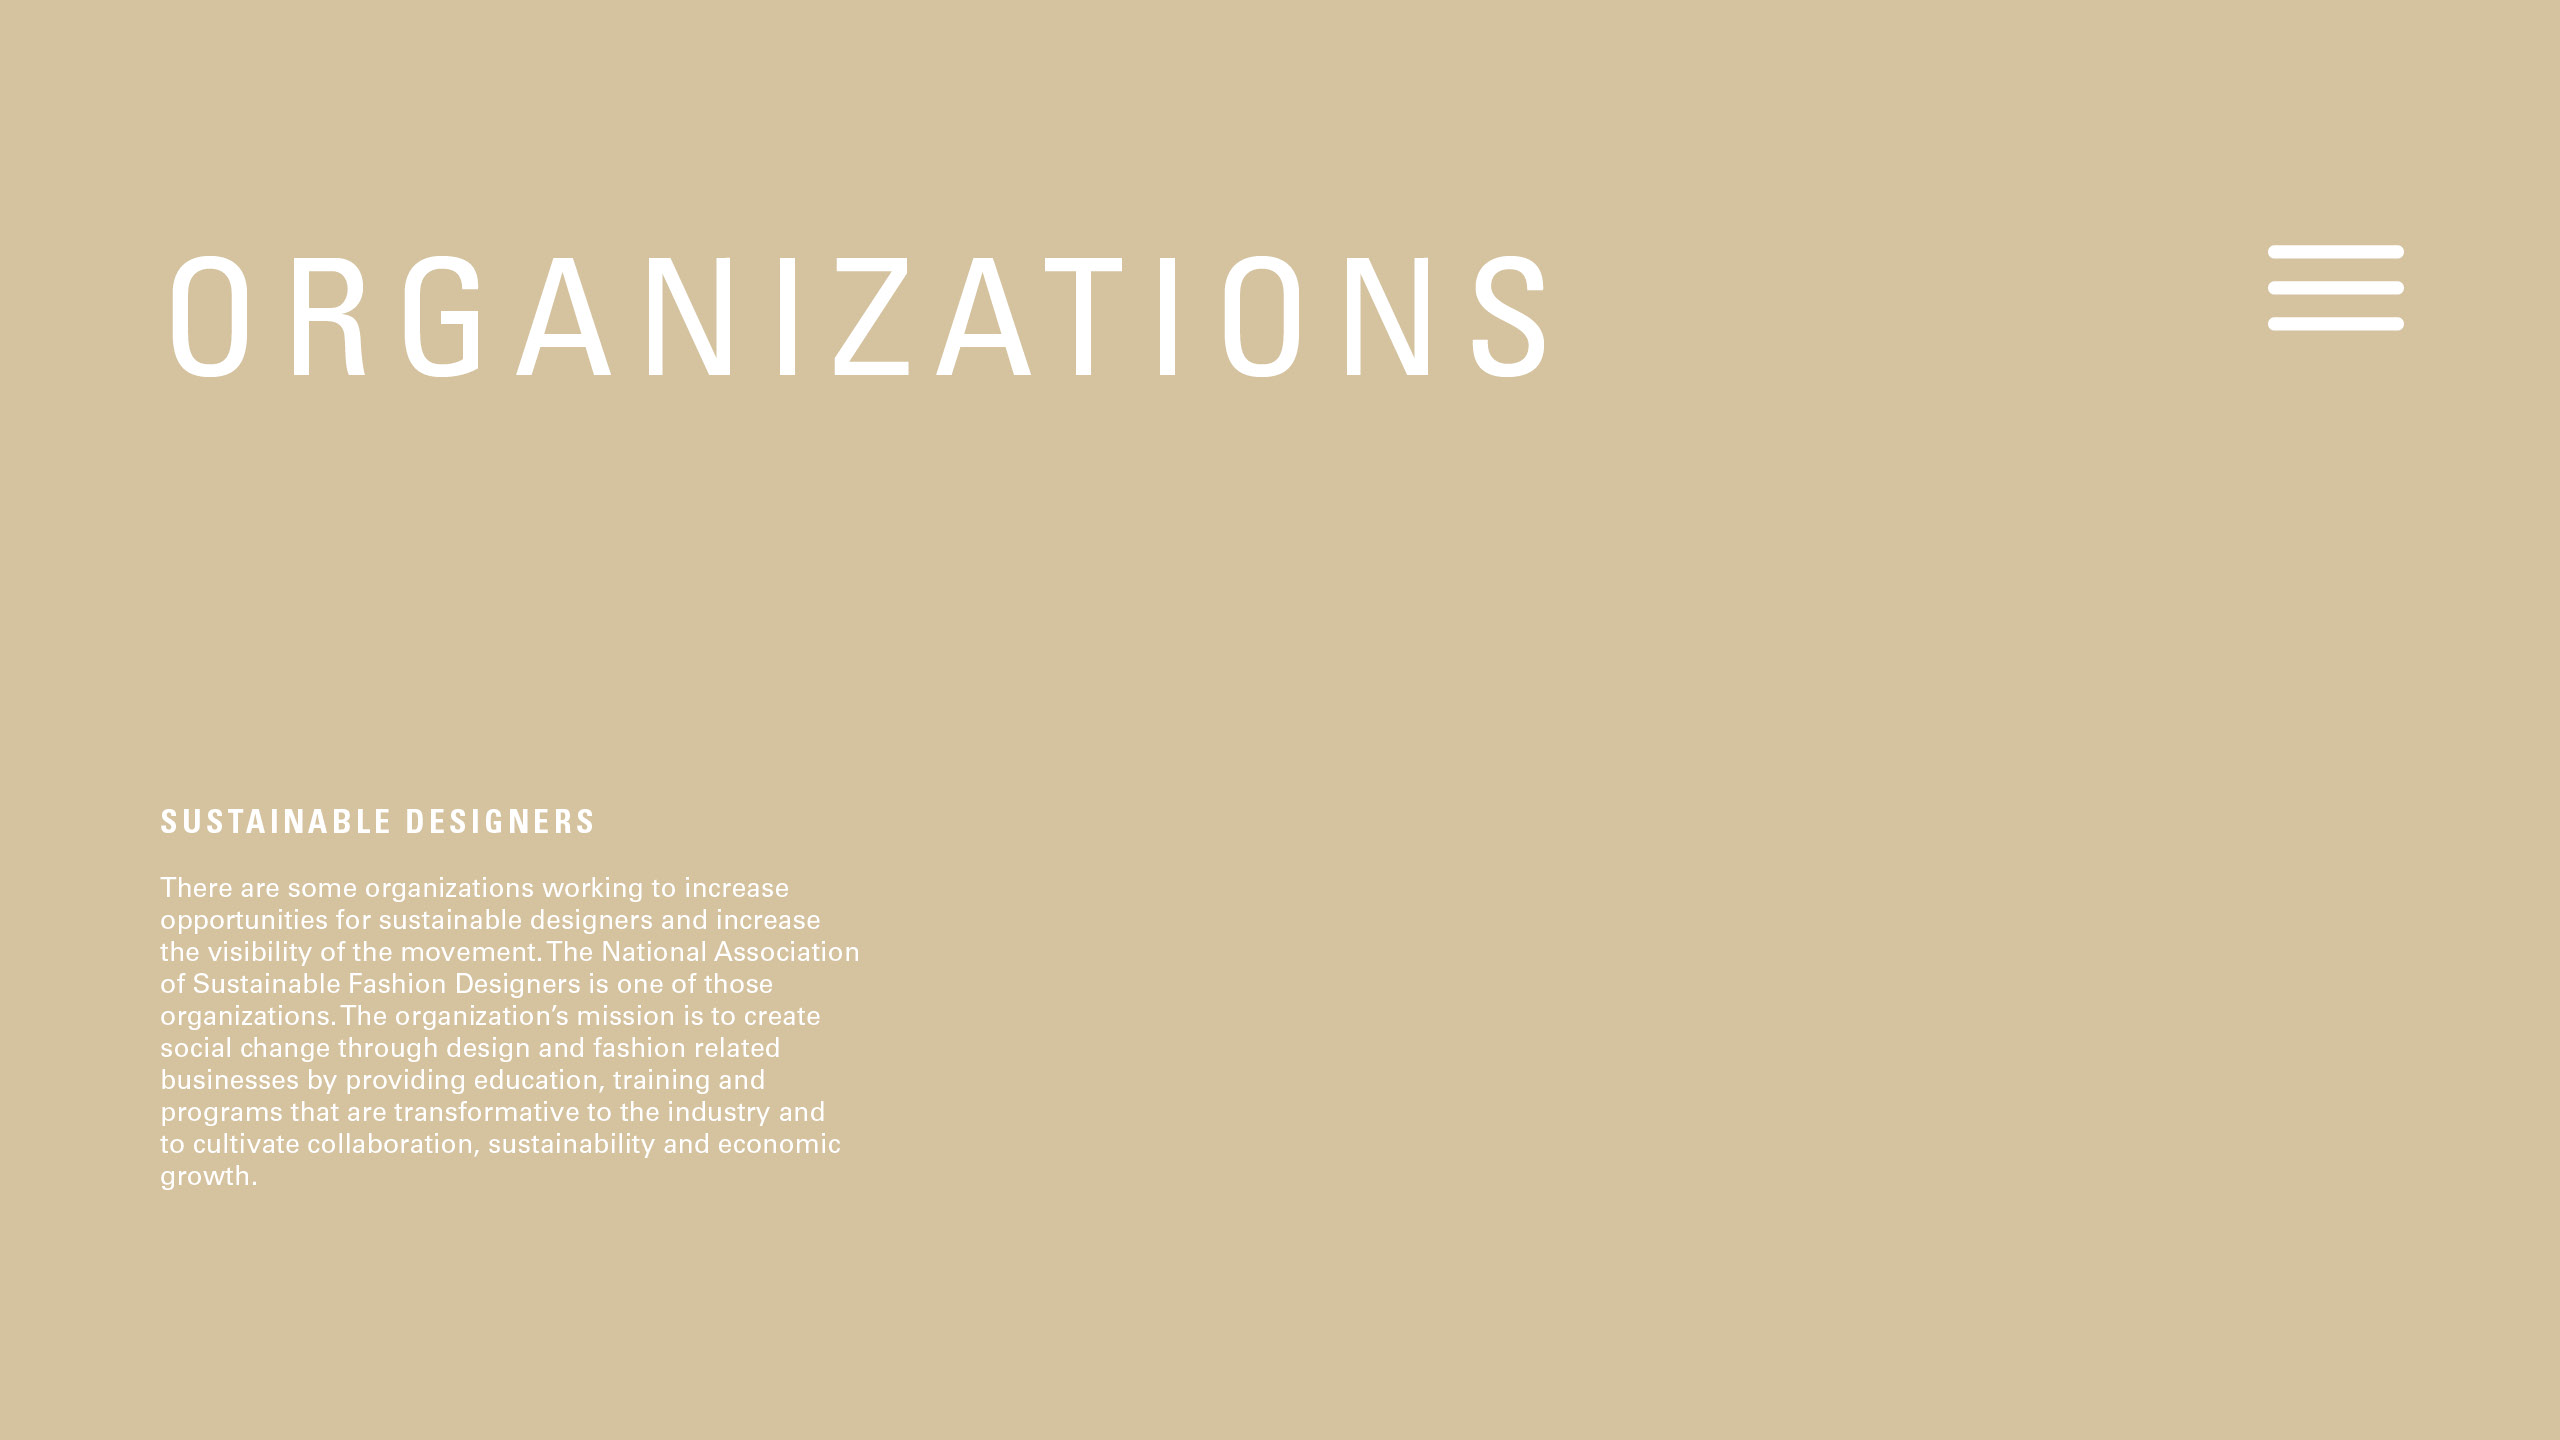 ORGANIZATIONS
SUSTAINABLE DESIGNERS
There are some organizations working to increase
opportunities for sustainable designers and increase
the visibility of the movement. The National Association
of Sustainable Fashion Designers is one of those
organizations. The organization’s mission is to create
social change through design and fashion related
businesses by providing education, training and
programs that are transformative to the industry and
to cultivate collaboration, sustainability and economic
growth.